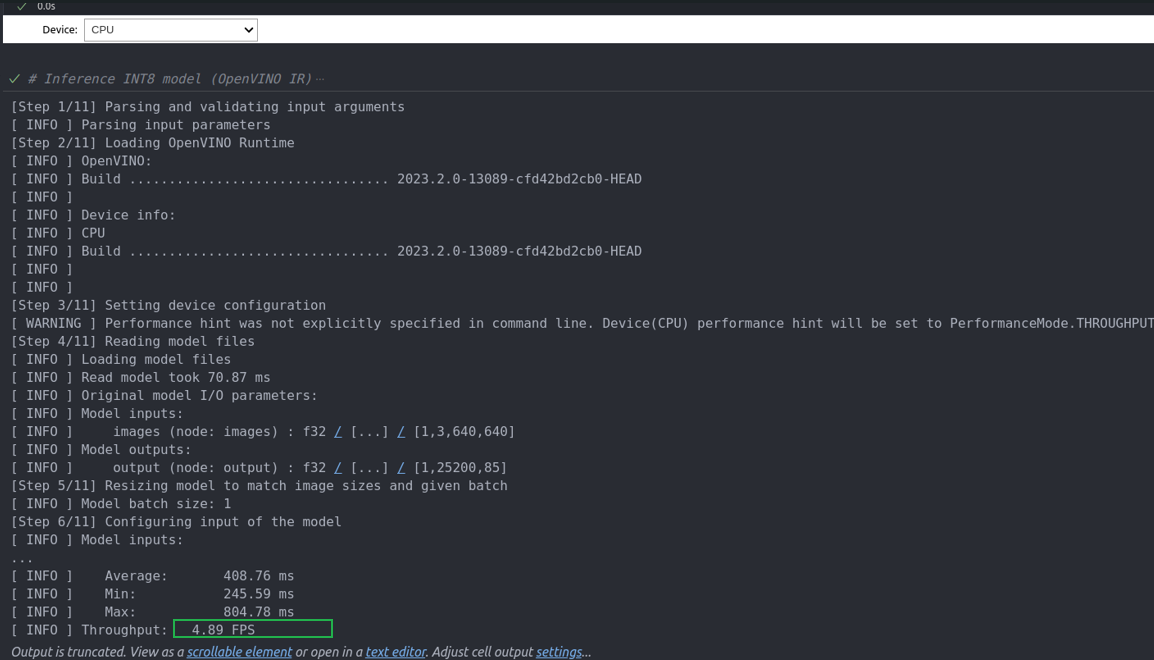 0.0s
Device: CPU
# Inference INT8 model (OpenVINO IR) ...
[Step 1/11] Parsing and validating input arguments
[ INFO ] Parsing input parameters
[Step 2/11] Loading OpenVINO Runtime
[ INFO ] OpenVINO:
[ INFO ] Build ................................. 2023.2.0-13089-cfd42bd2cb0-HEAD
[ INFO ]
[ INFO ] Device info:
[ INFO ] CPU
[ INFO ] Build ................................. 2023.2.0-13089-cfd42bd2cb0-HEAD
[ INFO ]
[ INFO ]
[Step 3/11] Setting device configuration
[ WARNING ] Performance hint was not explicitly specified in command line. Device(CPU) performance hint will be set to PerformanceMode.THROUGHPUT
[Step 4/11] Reading model files
[ INFO ] Loading model files
[ INFO ] Read model took 70.87 ms
[ INFO ] Original model I/O parameters:
[ INFO ] Model inputs:
[ INFO ]     images (node: images) : f32 / [...] / [1,3,640,640]
[ INFO ] Model outputs:
[ INFO ]     output (node: output) : f32 / [...] / [1,25200,85]
[Step 5/11] Resizing model to match image sizes and given batch
[ INFO ] Model batch size: 1
[Step 6/11] Configuring input of the model
[ INFO ] Model inputs:
...
[ INFO ]    Average:       408.76 ms
[ INFO ]    Min:           245.59 ms
[ INFO ]    Max:           804.78 ms
[ INFO ] Throughput:   4.89 FPS
Output is truncated. View as a scrollable element or open in a text editor. Adjust cell output settings...